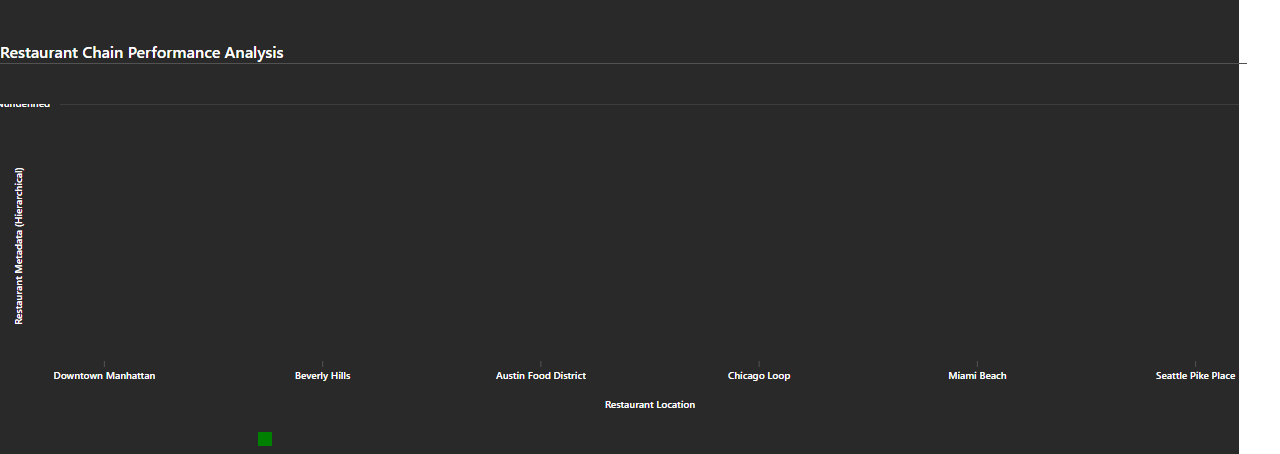 Restaurant Chain Performance Analysis
Restaurant Metadata (Hierarchical)
Downtown Manhattan Beverly Hills Austin Food District Chicago Loop Miami Beach Seattle Pike Place
Restaurant Location